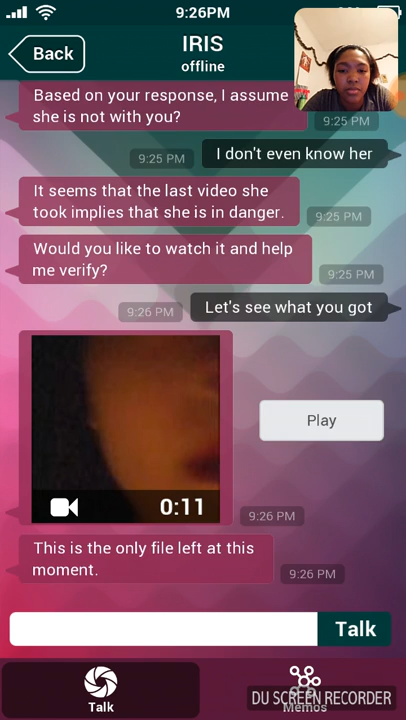 9:26PM
Back
IRIS
offline
Based on your response, I assume
she is not with you?
9:25 PM
I don't even know her
9:25 PM
It seems that the last video she
took implies that she is in danger.
9:25 PM
Would you like to watch it and help
me verify?
9:25 PM
Let's see what you got
9:26 PM
Play
0:11
9:26 PM
This is the only file left at this
moment.
9:26 PM
Talk
Talk
Memos
DU SCREEN RECORDER